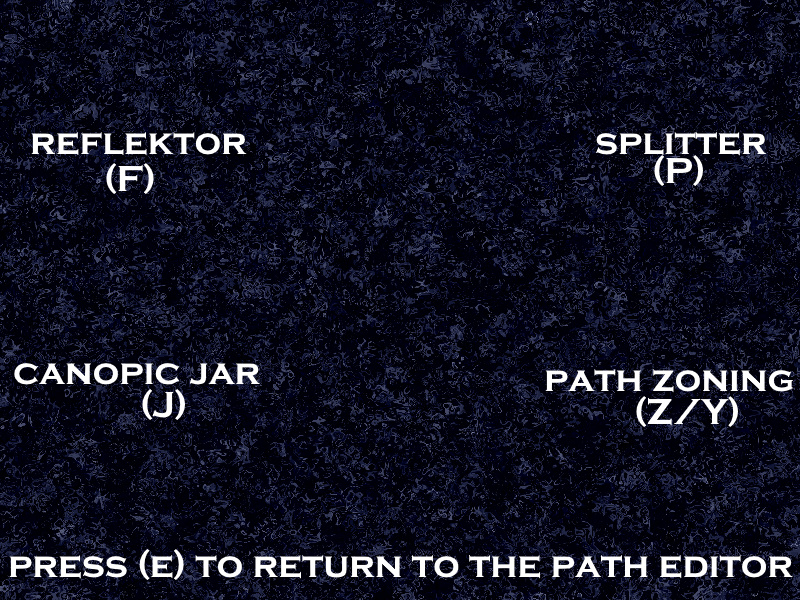 REFLEKTOR
(F)
SPLITTER
(P)
CANOPIC JAR
(J)
PATH ZONING
(Z/Y)
PRESS (E) TO RETURN TO THE PATH EDITOR